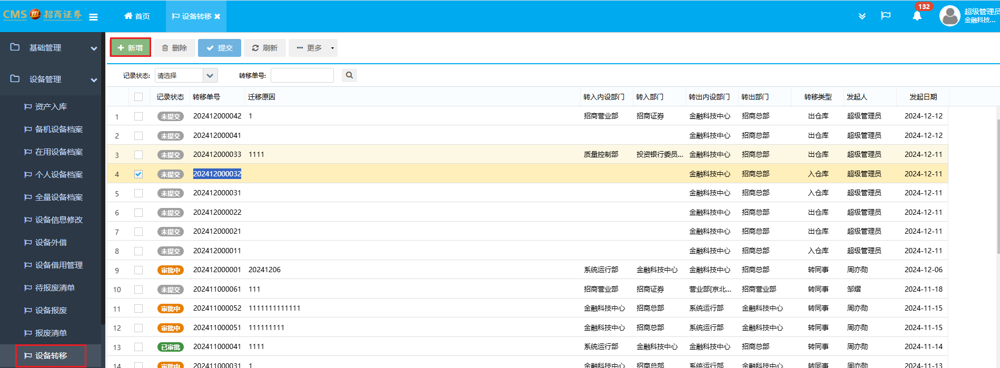 CMS 招商证券
首页
设备转移
132
超级管理员
金融科技...
基础管理
设备管理
资产入库
备机设备档案
在用设备档案
个人设备档案
全量设备档案
设备信息修改
设备外借
设备借用管理
待报废清单
设备报废
报废清单
设备转移
新增 删除 提交 刷新 更多
记录状态: 请选择 转移单号:
记录状态 转移单号 迁移原因 转入内设部门 转入部门 转出内设部门 转出部门 转移类型 发起人 发起日期
1 未提交 202412000042 1 招商营业部 招商证券 金融科技中心 招商总部 出仓库 超级管理员 2024-12-12
2 未提交 202412000041 金融科技中心 招商总部 出仓库 超级管理员 2024-12-12
3 未提交 202412000033 1111 质量控制部 投资银行委员... 金融科技中心 招商总部 出仓库 超级管理员 2024-12-11
4 未提交 202412000032 金融科技中心 招商总部 入仓库 超级管理员 2024-12-11
5 未提交 202412000031 金融科技中心 招商总部 入仓库 超级管理员 2024-12-11
6 未提交 202412000022 金融科技中心 招商总部 出仓库 超级管理员 2024-12-11
7 未提交 202412000021 金融科技中心 招商总部 出仓库 超级管理员 2024-12-11
8 未提交 202412000011 金融科技中心 招商总部 入仓库 超级管理员 2024-12-11
9 审批中 202412000001 20241206 系统运行部 金融科技中心 金融科技中心 招商总部 转同事 周亦勋 2024-12-06
10 未提交 202411000061 111 招商营业部 招商证券 营业部[京北... 招商营业部 转同事 邹熠 2024-11-18
11 审批中 202411000052 1111111111111 金融科技中心 招商总部 系统运行部 金融科技中心 转同事 周亦勋 2024-11-15
12 审批中 202411000051 111111111 金融科技中心 招商总部 系统运行部 金融科技中心 转同事 周亦勋 2024-11-15
13 已审批 202411000041 1111 系统运行部 金融科技中心 金融科技中心 招商总部 转同事 周亦勋 2024-11-14
14 审批中 202411000031 1 金融科技中心 招商总部 系统运行部 金融科技中心 转同事 周亦勋 2024-11-13